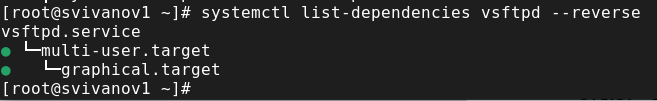 [root@svivanov1 ~]# systemctl list-dependencies vsftpd --reverse
vsftpd.service
● └─multi-user.target
●   └─graphical.target
[root@svivanov1 ~]#